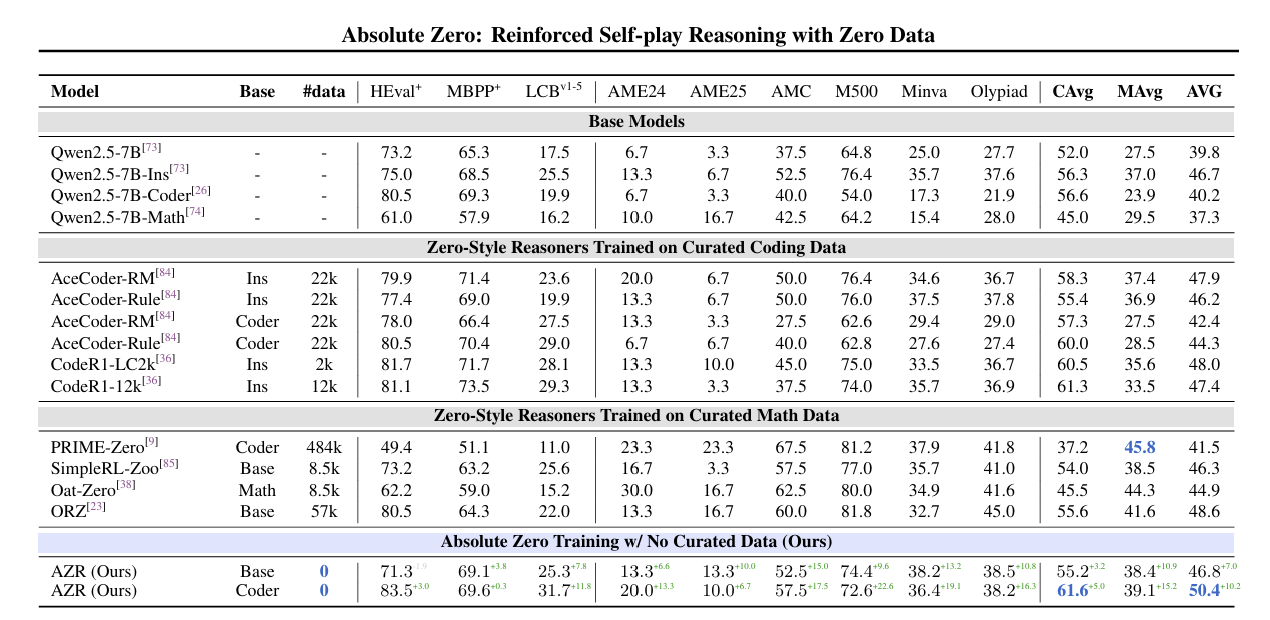 Absolute Zero: Reinforced Self-play Reasoning with Zero Data
Model Base #data HEval+ MBPP+ LCBv1-5 AME24 AME25 AMC M500 Minva Olypiad CAvg MAvg AVG
Base Models
Qwen2.5-7B[73] - - 73.2 65.3 17.5 6.7 3.3 37.5 64.8 25.0 27.7 52.0 27.5 39.8
Qwen2.5-7B-Ins[73] - - 75.0 68.5 25.5 13.3 6.7 52.5 76.4 35.7 37.6 56.3 37.0 46.7
Qwen2.5-7B-Coder[26] - - 80.5 69.3 19.9 6.7 3.3 40.0 54.0 17.3 21.9 56.6 23.9 40.2
Qwen2.5-7B-Math[74] - - 61.0 57.9 16.2 10.0 16.7 42.5 64.2 15.4 28.0 45.0 29.5 37.3
Zero-Style Reasoners Trained on Curated Coding Data
AceCoder-RM[84] Ins 22k 79.9 71.4 23.6 20.0 6.7 50.0 76.4 34.6 36.7 58.3 37.4 47.9
AceCoder-Rule[84] Ins 22k 77.4 69.0 19.9 13.3 6.7 50.0 76.0 37.5 37.8 55.4 36.9 46.2
AceCoder-RM[84] Coder 22k 78.0 66.4 27.5 13.3 3.3 27.5 62.6 29.4 29.0 57.3 27.5 42.4
AceCoder-Rule[84] Coder 22k 80.5 70.4 29.0 6.7 6.7 40.0 62.8 27.6 27.4 60.0 28.5 44.3
CodeR1-LC2k[36] Ins 2k 81.7 71.7 28.1 13.3 10.0 45.0 75.0 33.5 36.7 60.5 35.6 48.0
CodeR1-12k[36] Ins 12k 81.1 73.5 29.3 13.3 3.3 37.5 74.0 35.7 36.9 61.3 33.5 47.4
Zero-Style Reasoners Trained on Curated Math Data
PRIME-Zero[9] Coder 484k 49.4 51.1 11.0 23.3 23.3 67.5 81.2 37.9 41.8 37.2 45.8 41.5
SimpleRL-Zoo[85] Base 8.5k 73.2 63.2 25.6 16.7 3.3 57.5 77.0 35.7 41.0 54.0 38.5 46.3
Oat-Zero[38] Math 8.5k 62.2 59.0 15.2 30.0 16.7 62.5 80.0 34.9 41.6 45.5 44.3 44.9
ORZ[23] Base 57k 80.5 64.3 22.0 13.3 16.7 60.0 81.8 32.7 45.0 55.6 41.6 48.6
Absolute Zero Training w/ No Curated Data (Ours)
AZR (Ours) Base 0 71.3-1.9 69.1+3.8 25.3+7.8 13.3+6.6 13.3+10.0 52.5+15.0 74.4+9.6 38.2+13.2 38.5+10.8 55.2+3.2 38.4+10.9 46.8+7.0
AZR (Ours) Coder 0 83.5+3.0 69.6+0.3 31.7+11.8 20.0+13.3 10.0+6.7 57.5+17.5 72.6+22.6 36.4+19.1 38.2+16.3 61.6+5.0 39.1+15.2 50.4+10.2